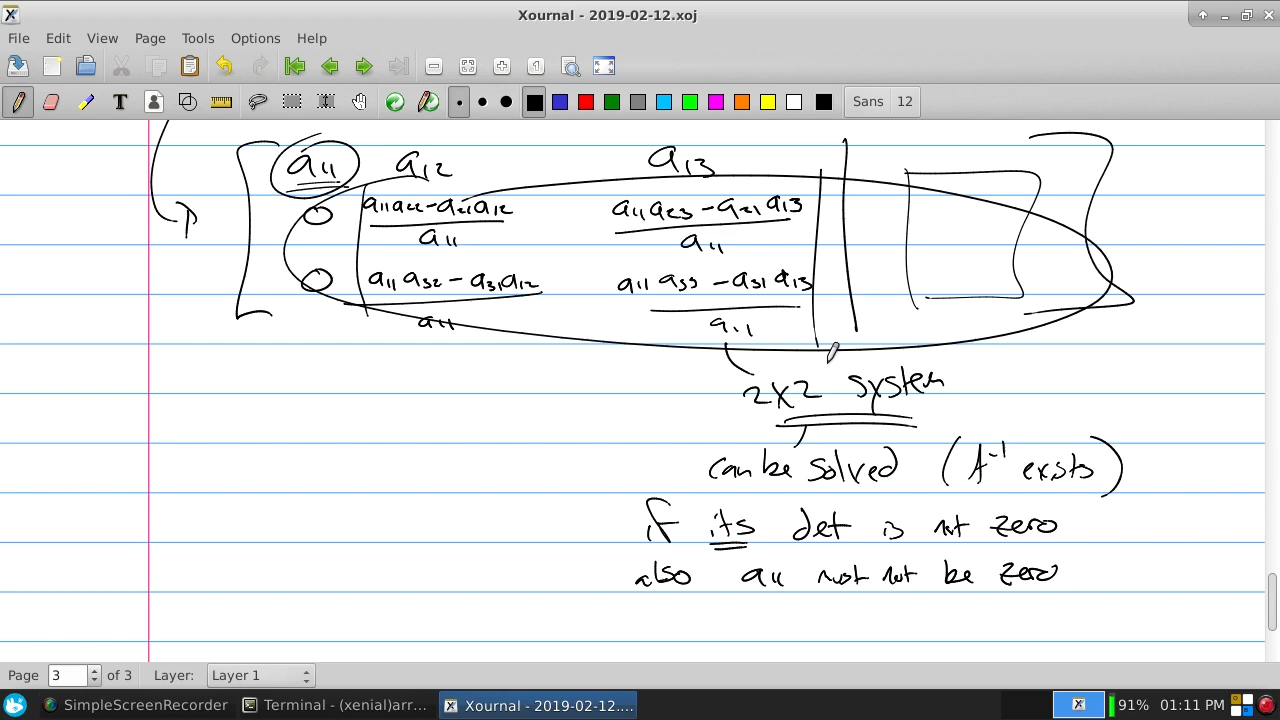 Xournal - 2019-02-12.xoj
File Edit View Page Tools Options Help
Sans 12
a11 a12 a13
0 a11a22-a21a12 a11a23-a21a13
a11 a11
0 a11a32-a31a12 a11a33-a31a13
a11 a11
2x2 system
can be solved (A⁻¹ exists)
if its det is not zero
also a11 must not be zero
Page 3 of 3 Layer: Layer 1
SimpleScreenRecorder Terminal - (xenial)arr... Xournal - 2019-02-12.... 91% 01:11 PM